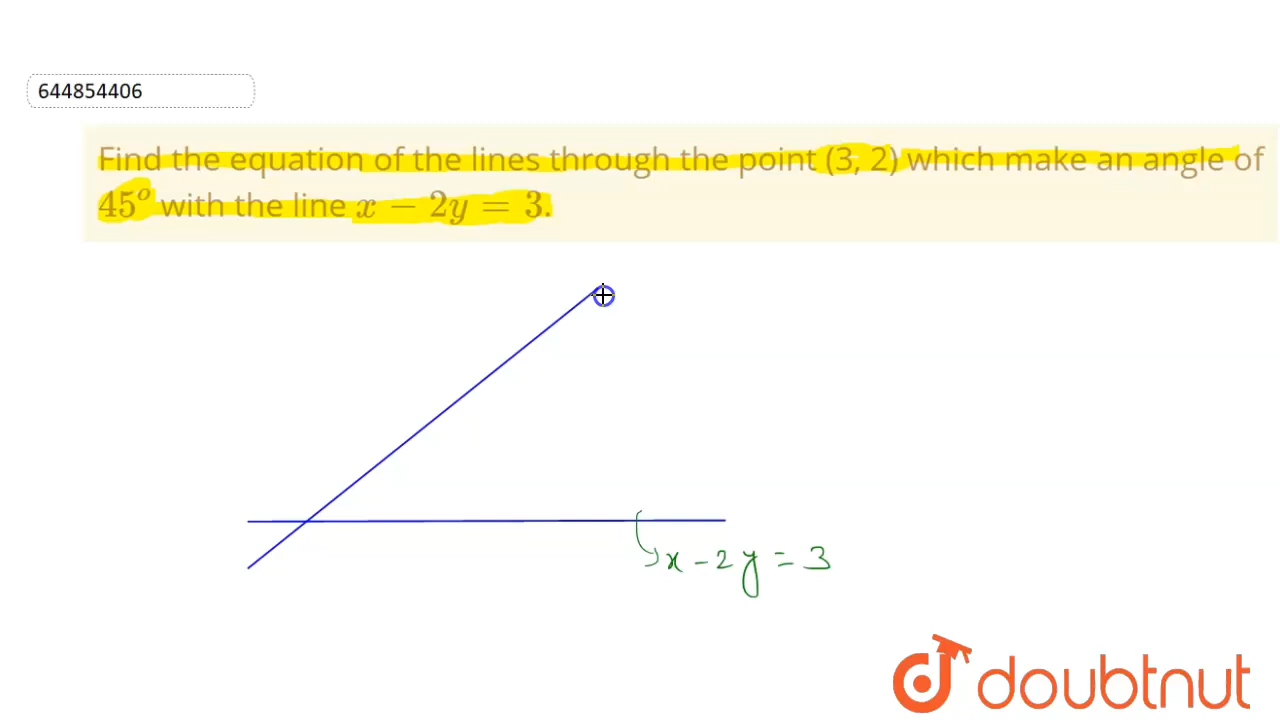 644854406
Find the equation of the lines through the point (3, 2) which make an angle of
45° with the line x − 2y = 3.
x − 2y = 3
doubtnut